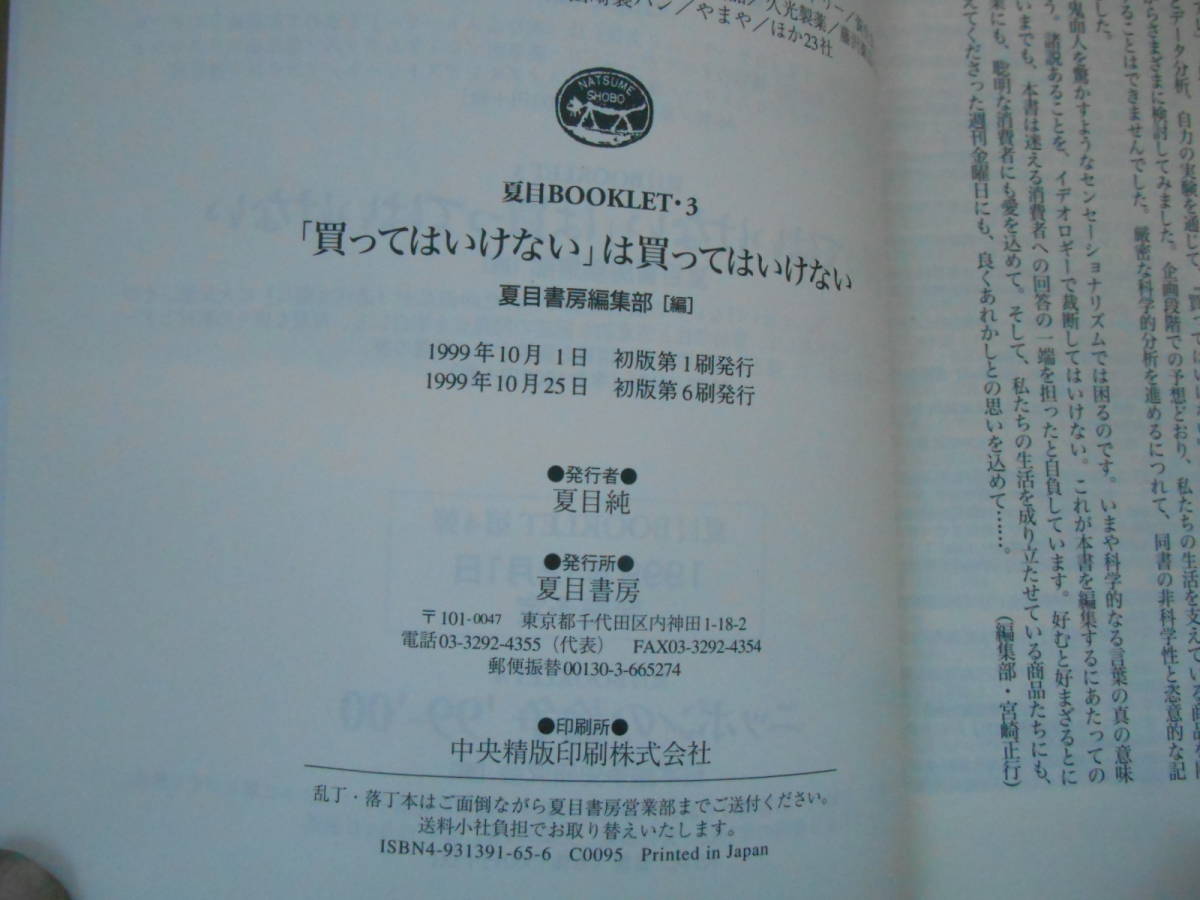 久光製薬
製パン／やまや／ほか23社
NATSUME
SHOBO
夏目BOOKLET・3
「買ってはいけない」は買ってはいけない
夏目書房編集部［編］
1999年10月1日　初版第1刷発行
1999年10月25日　初版第6刷発行
●発行者●
夏目純
●発行所●
夏目書房
〒101-0047　東京都千代田区内神田1-18-2
電話03-3292-4355（代表）　FAX03-3292-4354
郵便振替00130-3-665274
●印刷所●
中央精版印刷株式会社
乱丁・落丁本はご面倒ながら夏目書房営業部までご送付ください。
送料小社負担でお取り替えいたします。
ISBN4-931391-65-6　C0095　Printed in Japan
とデータ分析、自力の実験を通じて、
からさまざまに検討してみました。企画段階での予想どおり、私たちの生活を支えている商品
ることはできませんでした。厳密な科学的分析を進めるにつれて、同書の非科学性と恣意的な記
した。
鬼面人を驚かすようなセンセーショナリズムでは困るのです。いまや科学的なる言葉の真の意味
う。諸説あることを、イデオロギーで裁断してはいけない。これが本書を編集するにあたっての
いまでも、本書は迷える消費者への回答の一端を担ったと自負しています。好むと好まざるとに
業にも、聡明な消費者にも愛を込めて。そして、私たちの生活を成り立たせている商品たちにも、
えてくださった週刊金曜日にも、良くあれかしとの思いを込めて……。
（編集部・宮崎正行）